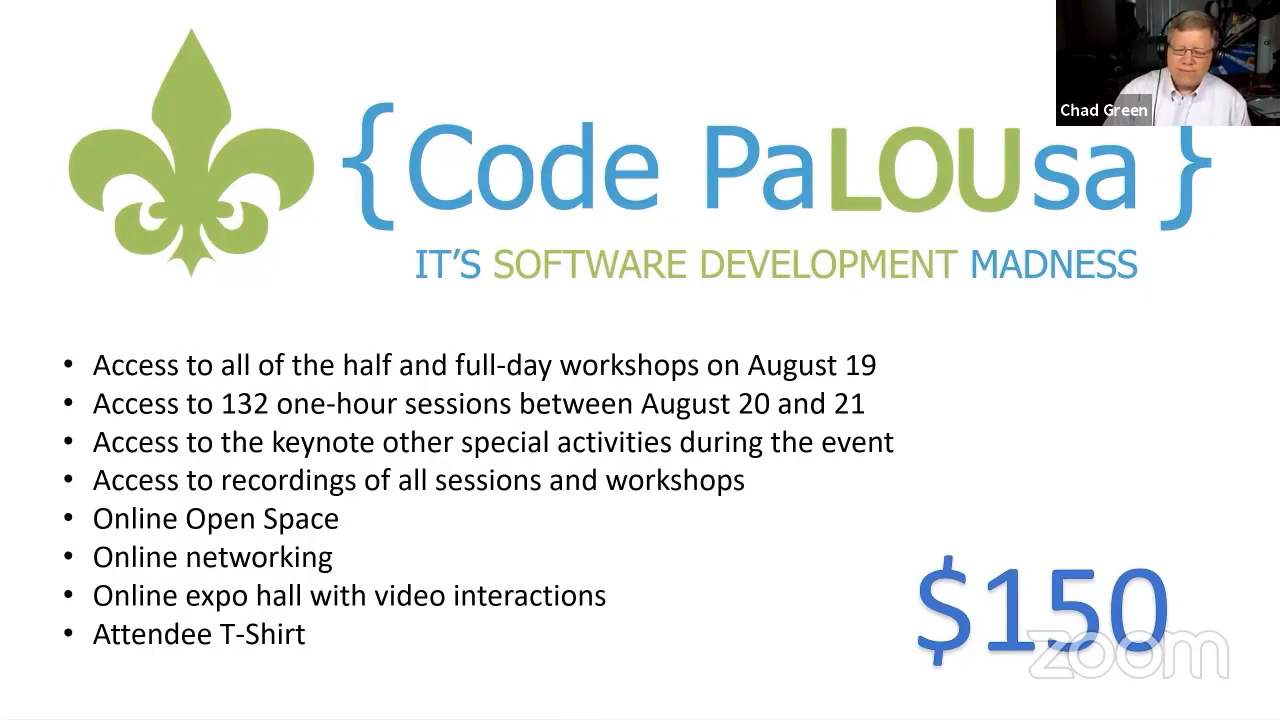 Chad Green
{Code PaLOUsa}
IT'S SOFTWARE DEVELOPMENT MADNESS
• Access to all of the half and full-day workshops on August 19
• Access to 132 one-hour sessions between August 20 and 21
• Access to the keynote other special activities during the event
• Access to recordings of all sessions and workshops
• Online Open Space
• Online networking
• Online expo hall with video interactions
• Attendee T-Shirt
$150
zoom